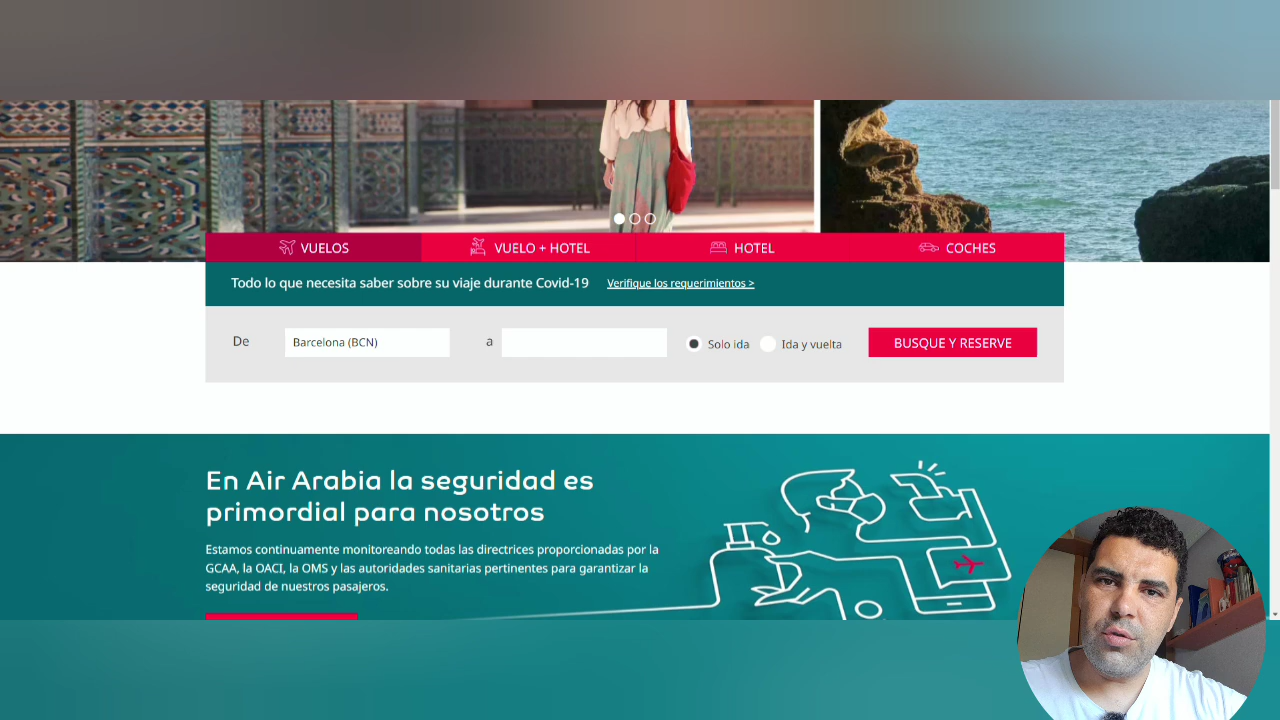 VUELOS
VUELO + HOTEL
HOTEL
COCHES
Todo lo que necesita saber sobre su viaje durante Covid-19
Verifique los requerimientos >
De
Barcelona (BCN)
a
Solo ida
Ida y vuelta
BUSQUE Y RESERVE
En Air Arabia la seguridad es
primordial para nosotros
Estamos continuamente monitoreando todas las directrices proporcionadas por la
GCAA, la OACI, la OMS y las autoridades sanitarias pertinentes para garantizar la
seguridad de nuestros pasajeros.